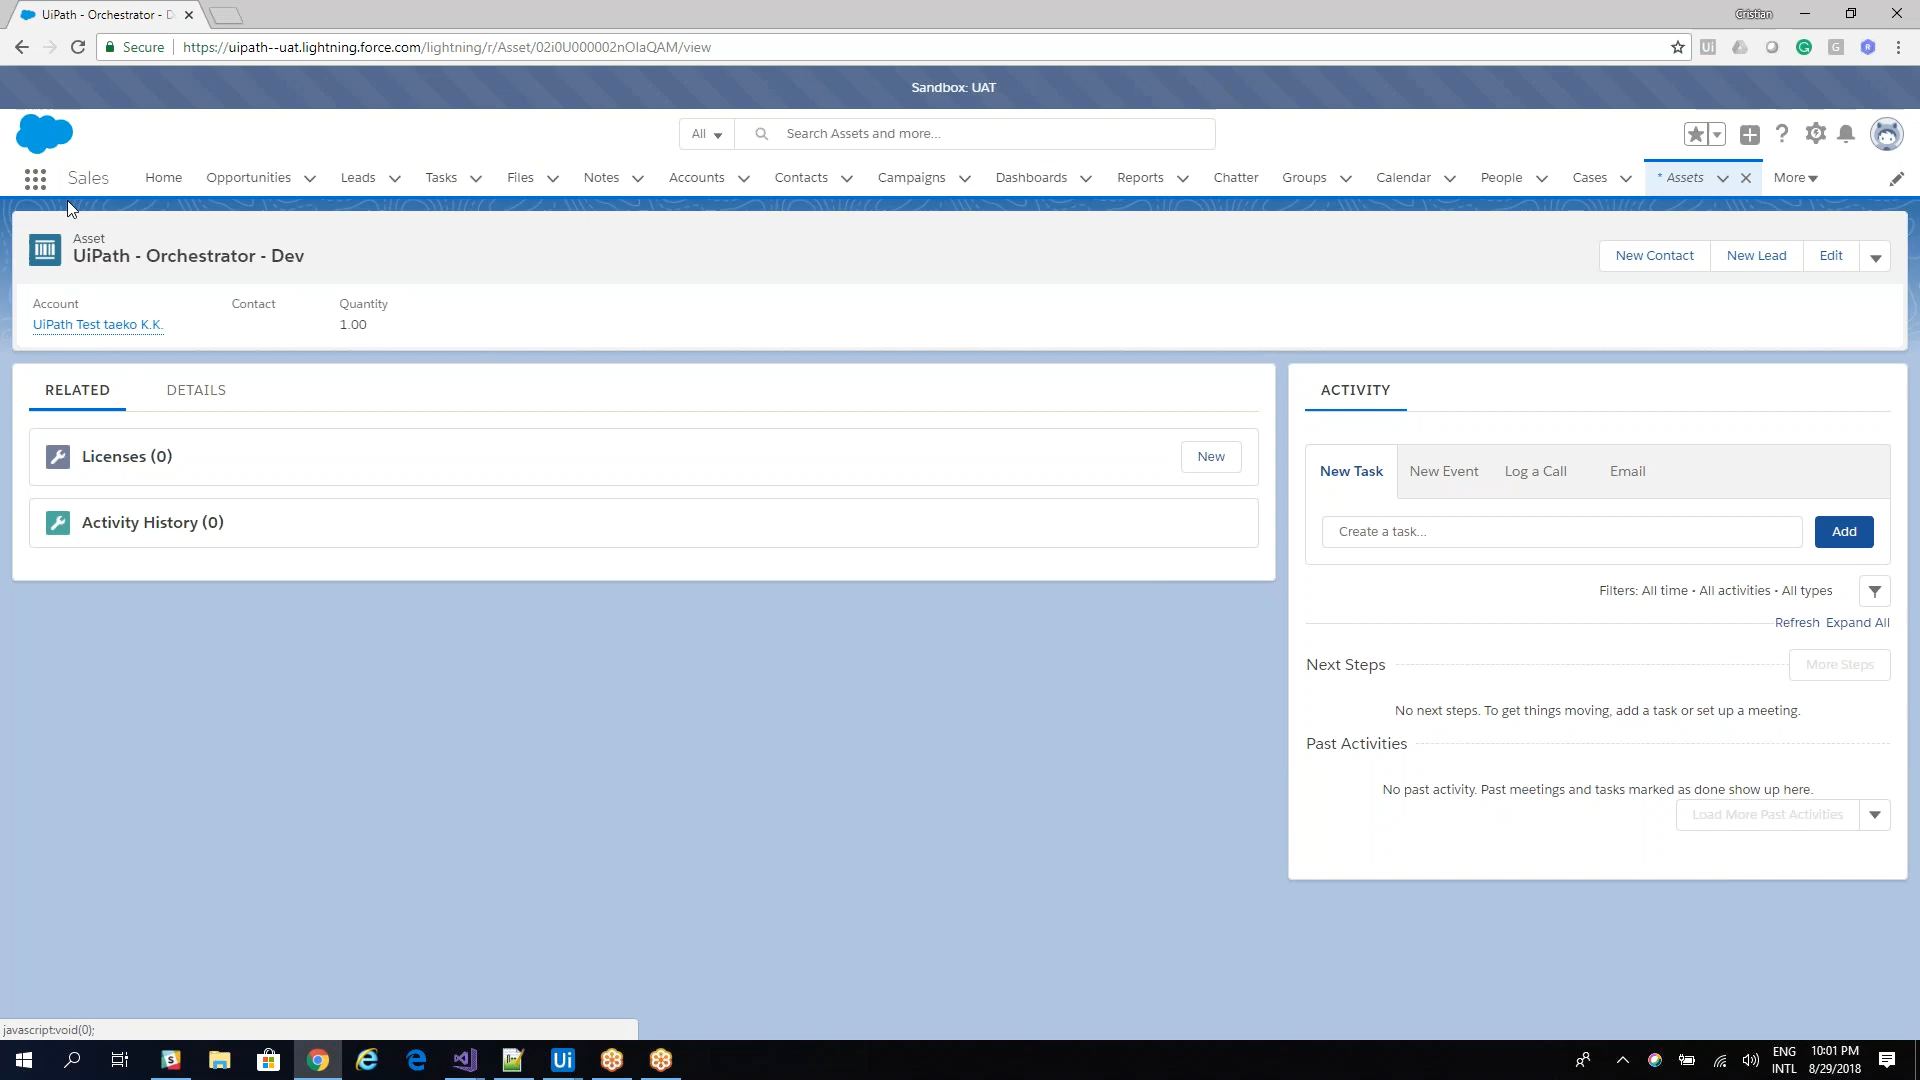 UiPath - Orchestrator - D
Cristian
Secure
https://uipath--uat.lightning.force.com/lightning/r/Asset/02i0U000002nOlaQAM/view
Sandbox: UAT
All
Search Assets and more...
Sales
Home
Opportunities
Leads
Tasks
Files
Notes
Accounts
Contacts
Campaigns
Dashboards
Reports
Chatter
Groups
Calendar
People
Cases
* Assets
More
Asset
UiPath - Orchestrator - Dev
New Contact
New Lead
Edit
Account
Contact
Quantity
UiPath Test taeko K.K.
1.00
RELATED
DETAILS
Licenses (0)
New
Activity History (0)
ACTIVITY
New Task
New Event
Log a Call
Email
Create a task...
Add
Filters: All time • All activities • All types
Refresh
Expand All
Next Steps
More Steps
No next steps. To get things moving, add a task or set up a meeting.
Past Activities
No past activity. Past meetings and tasks marked as done show up here.
Load More Past Activities
javascript:void(0);
Ui
ENG
INTL
10:01 PM
8/29/2018